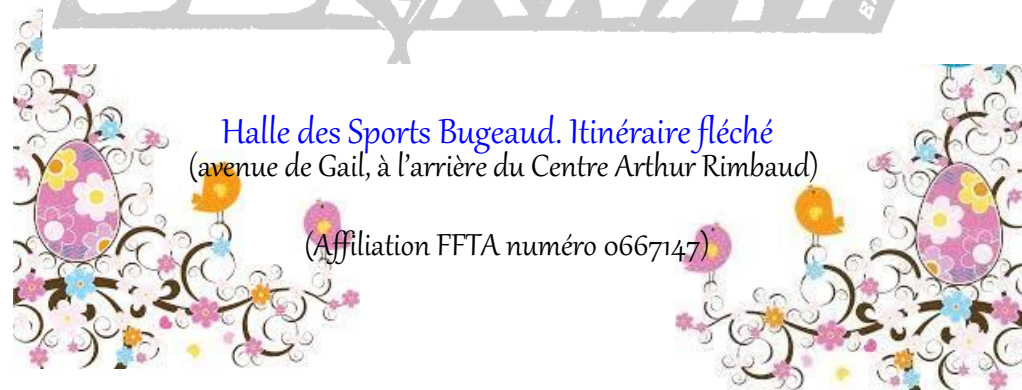 Halle des Sports Bugeaud. Itinéraire fléché
(avenue de Gail, à l'arrière du Centre Arthur Rimbaud)
(Affiliation FFTA numéro 0667147)